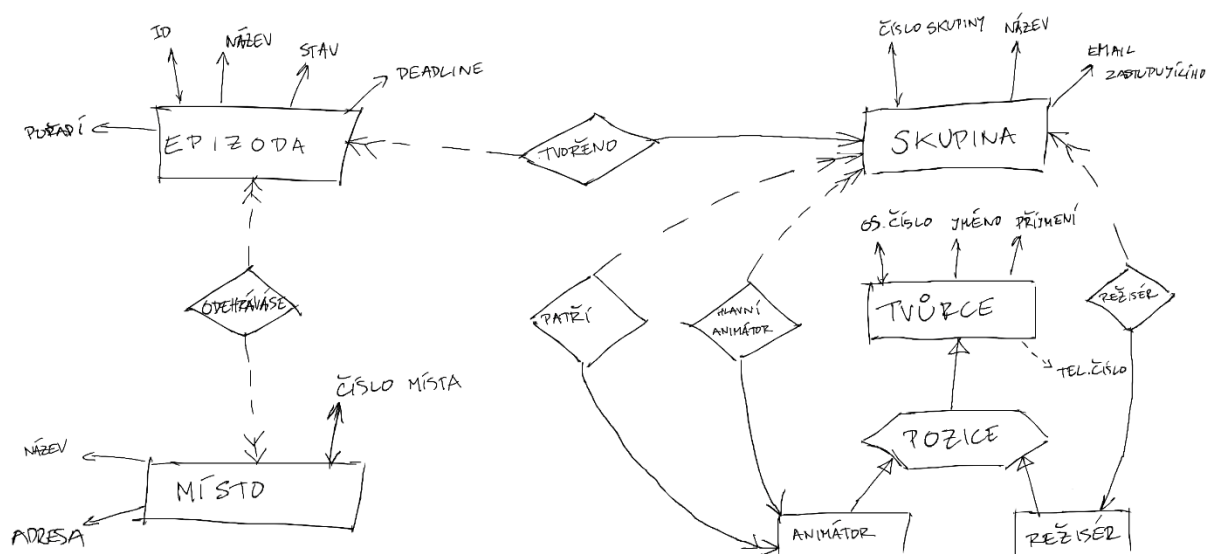 ID
NÁZEV
STAV
DEADLINE
POŘADÍ
EPIZODA
TVOŘENO
ČÍSLO SKUPINY
NÁZEV
EMAIL
ZASTUPUJÍCÍHO
SKUPINA
ODEHRÁVÁ SE
PATŘÍ
HLAVNÍ
ANIMÁTOR
OS. ČÍSLO
JMÉNO
PŘÍJMENÍ
TVŮRCE
REŽISÉR
TEL. ČÍSLO
POZICE
ČÍSLO MÍSTA
NÁZEV
MÍSTO
ADRESA
ANIMÁTOR
REŽISÉR